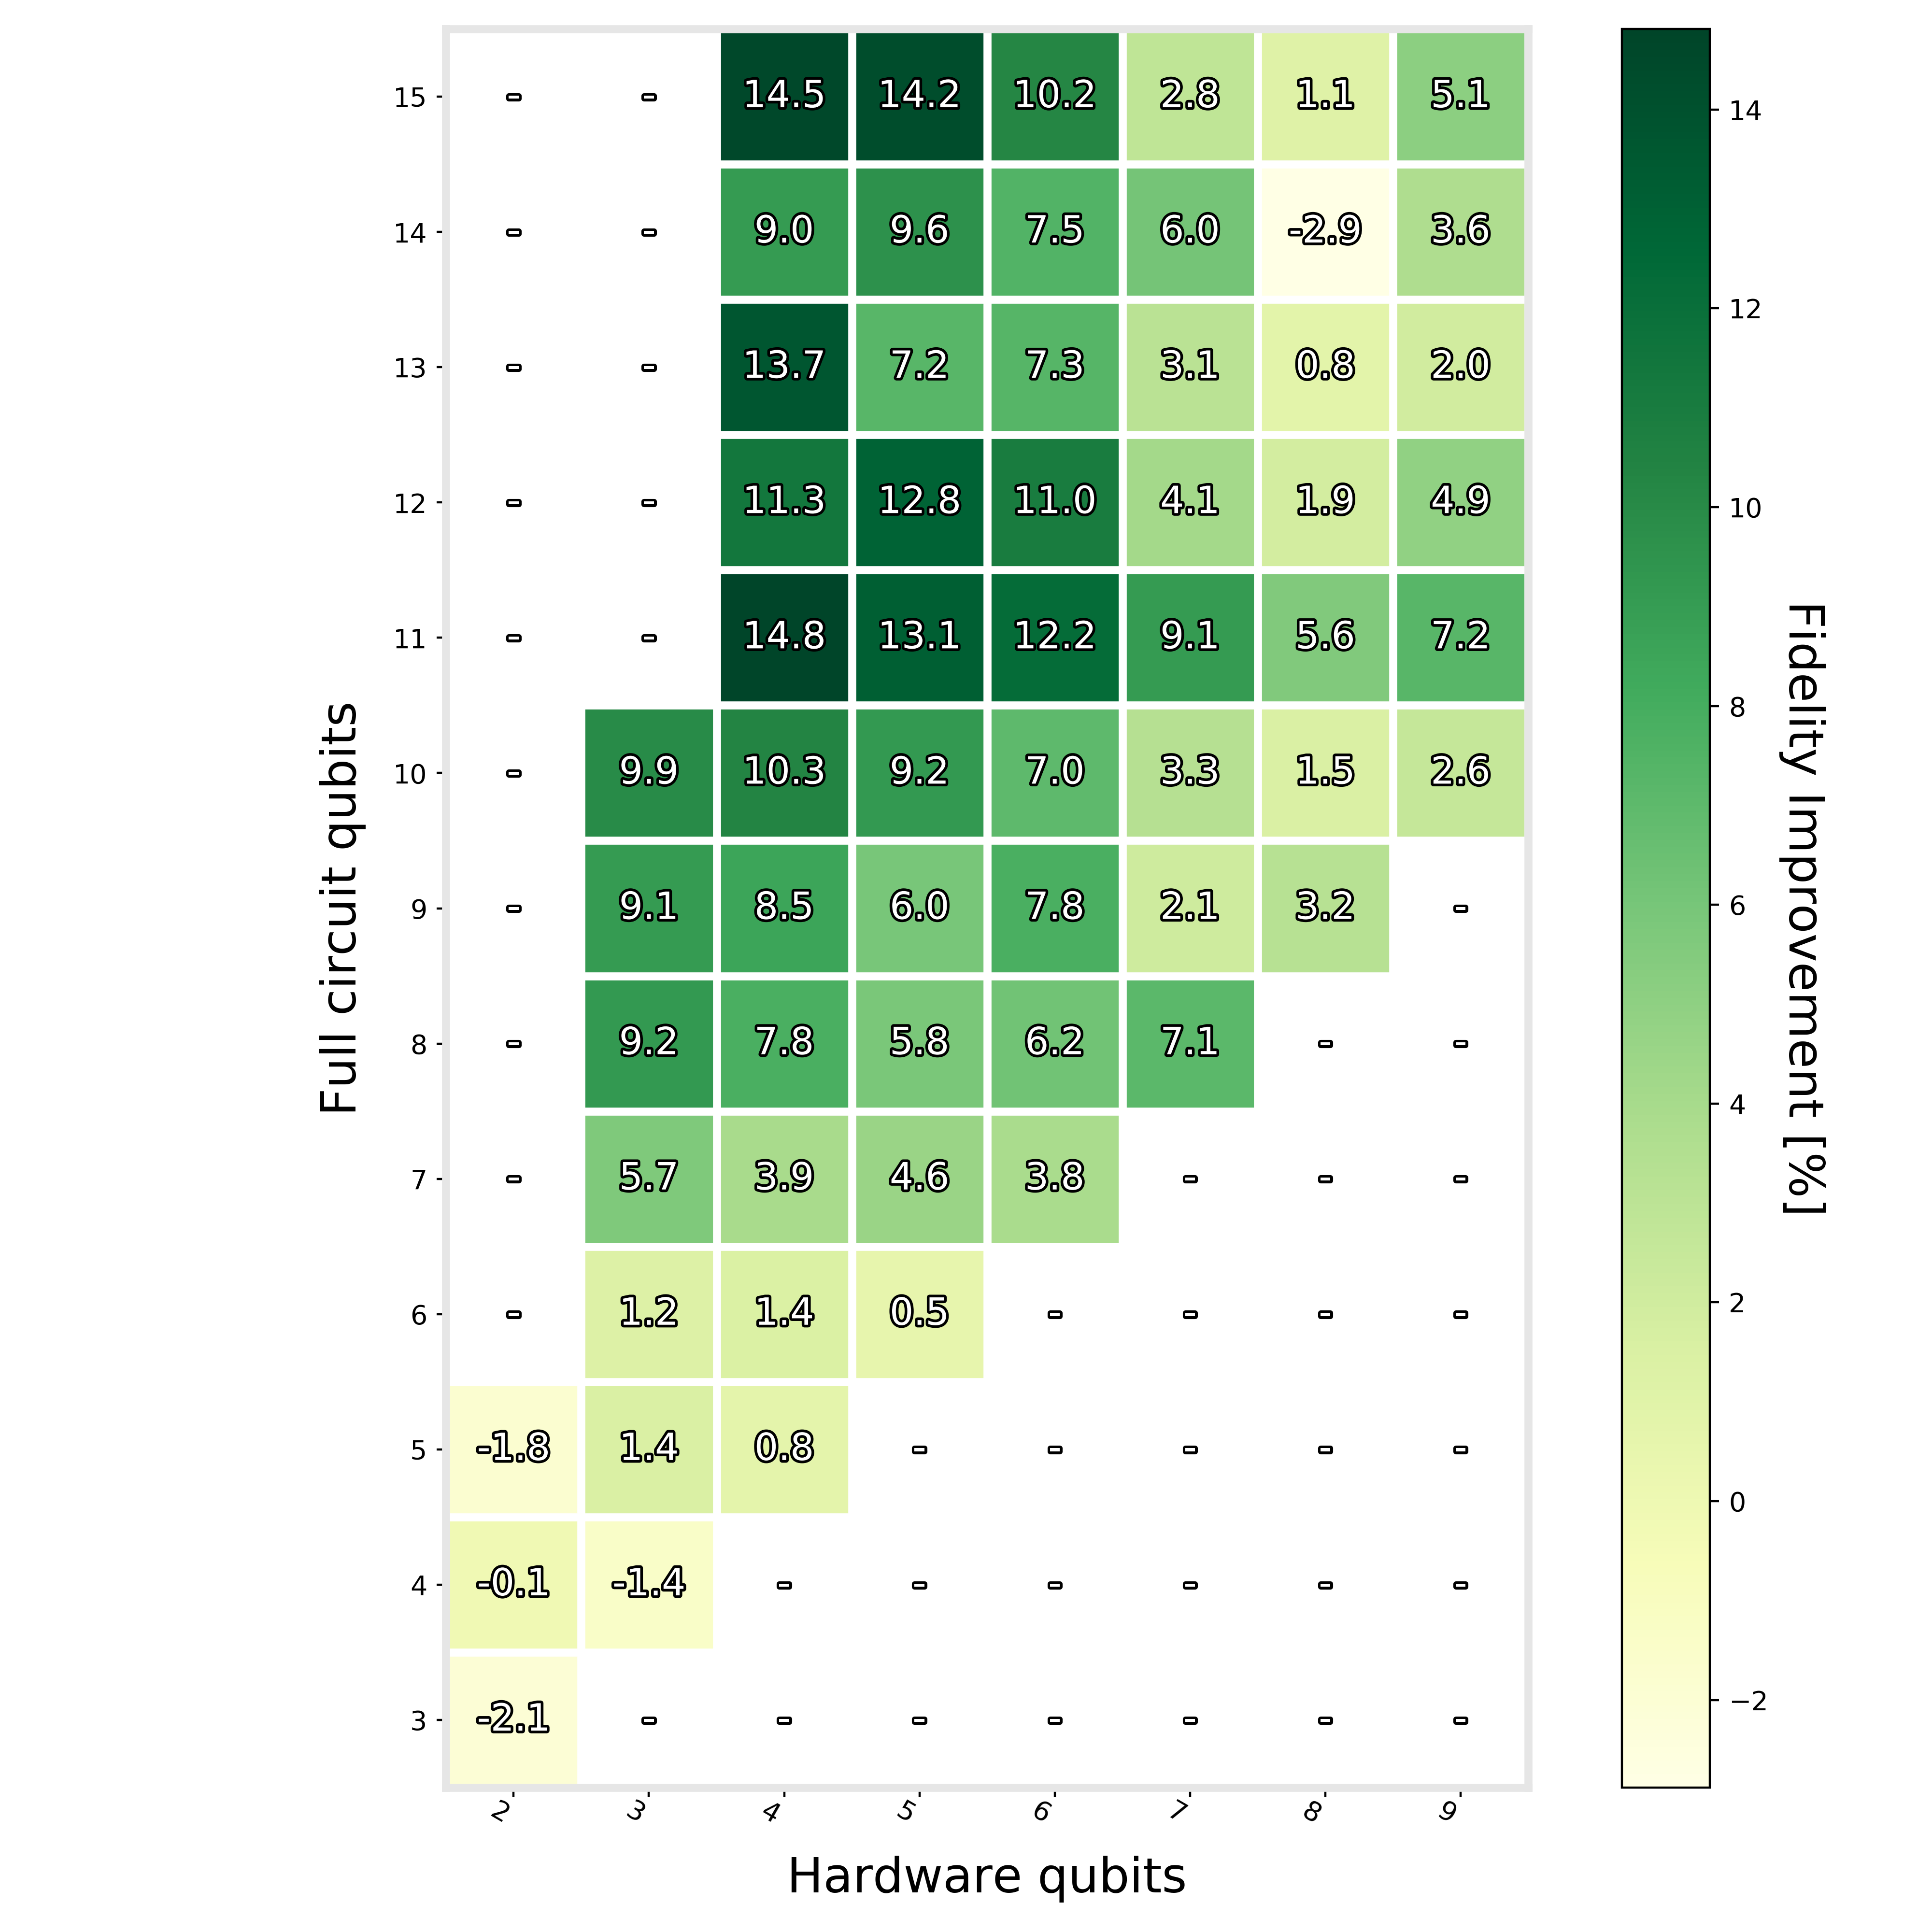 15 - - 14.5 14.2 10.2 2.8 1.1 5.1
14 - - 9.0 9.6 7.5 6.0 -2.9 3.6
13 - - 13.7 7.2 7.3 3.1 0.8 2.0
12 - - 11.3 12.8 11.0 4.1 1.9 4.9
11 - - 14.8 13.1 12.2 9.1 5.6 7.2
10 - 9.9 10.3 9.2 7.0 3.3 1.5 2.6
9 - 9.1 8.5 6.0 7.8 2.1 3.2 -
8 - 9.2 7.8 5.8 6.2 7.1 - -
7 - 5.7 3.9 4.6 3.8 - - -
6 - 1.2 1.4 0.5 - - - -
5 -1.8 1.4 0.8 - - - - -
4 -0.1 -1.4 - - - - - -
3 -2.1 - - - - - - -
2 3 4 5 6 7 8 9
Hardware qubits
Full circuit qubits
14
12
10
8
6
4
2
0
−2
Fidelity Improvement [%]